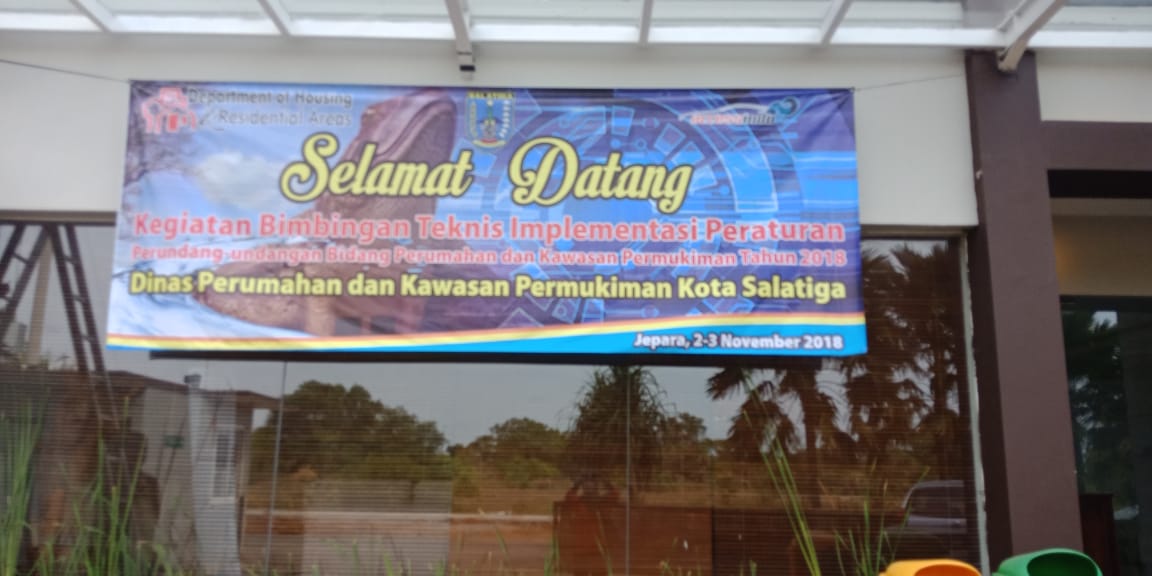 Department of Housing
Residential Areas
SALATIGA
Selamat Datang
Kegiatan Bimbingan Teknis Implementasi Peraturan
Perundang-undangan Bidang Perumahan dan Kawasan Permukiman Tahun 2018
Dinas Perumahan dan Kawasan Permukiman Kota Salatiga
Jepara, 2-3 November 2018